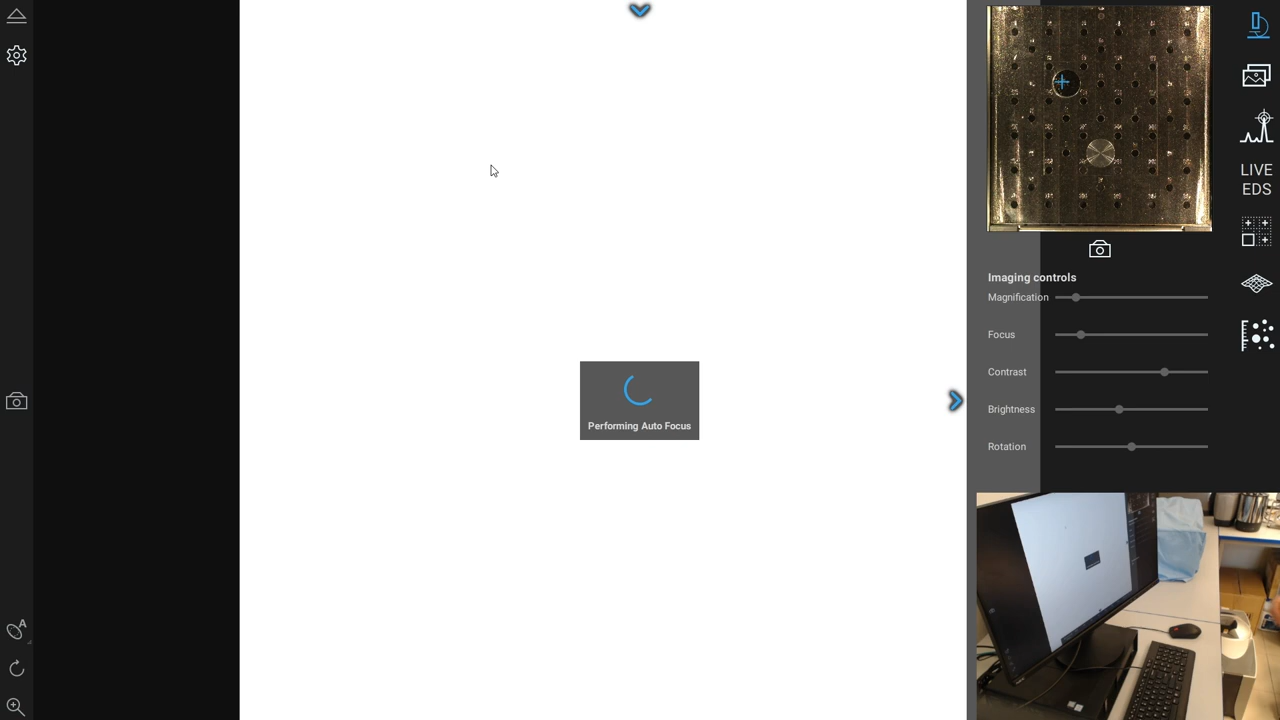 LIVE
EDS
Imaging controls
Magnification
Focus
Contrast
Brightness
Rotation
Performing Auto Focus
A